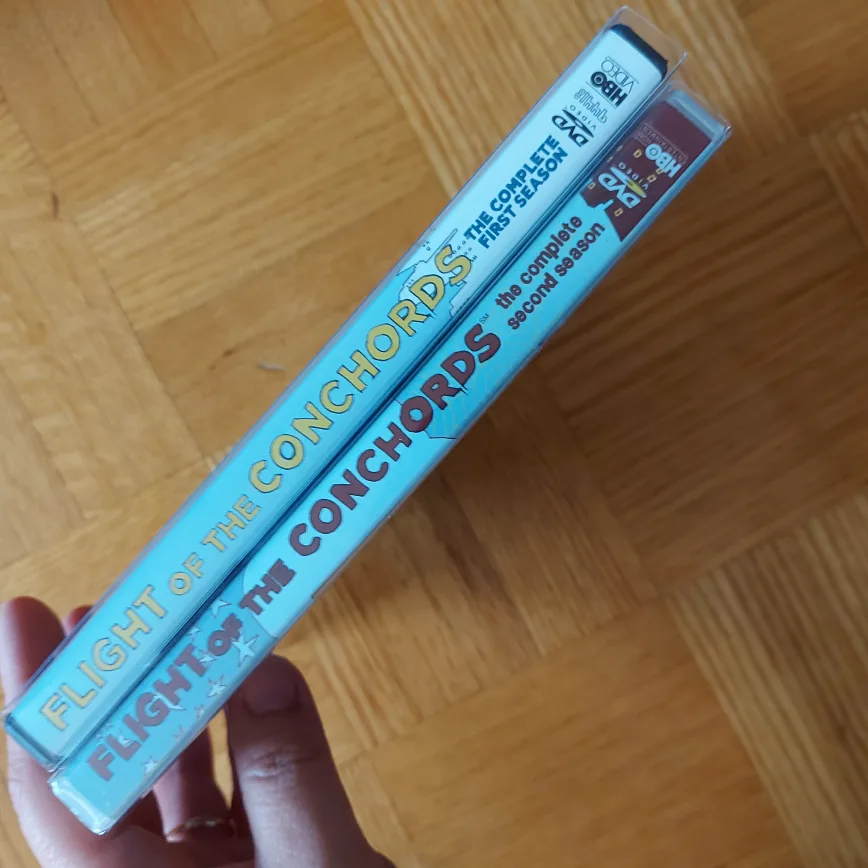 FLIGHT OF THE CONCHORDS
THE COMPLETE
FIRST SEASON
DVD
VIDEO
HBO
VIDEO
FLIGHT OF THE CONCHORDS SM
the complete
second season
DVD
VIDEO
HBO